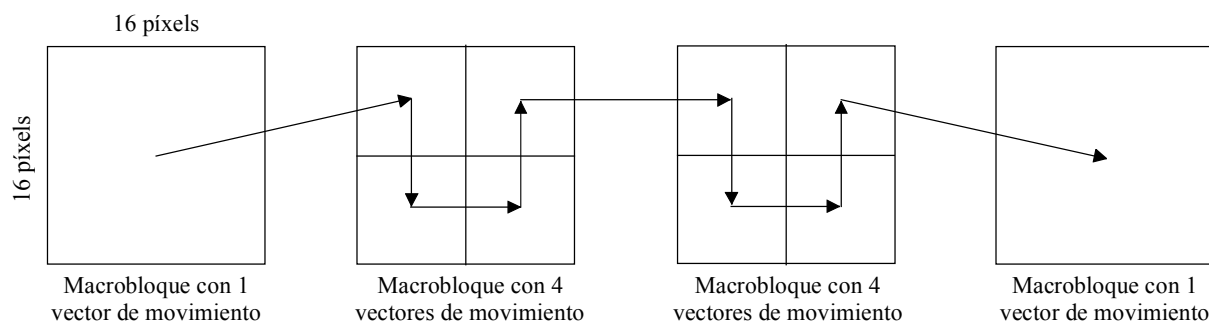 16 píxels
16 píxels
Macrobloque con 1
vector de movimiento
Macrobloque con 4
vectores de movimiento
Macrobloque con 4
vectores de movimiento
Macrobloque con 1
vector de movimiento